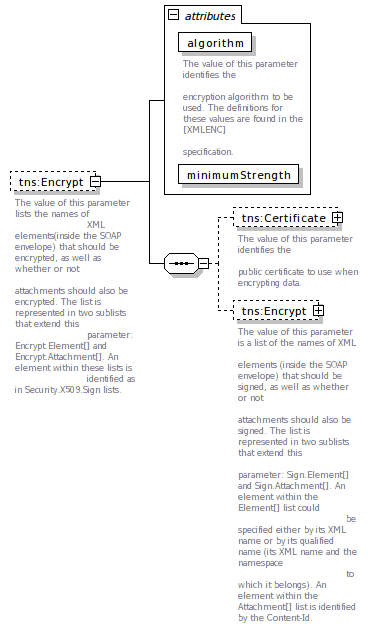 attributes
algorithm
The value of this parameter
identifies the
encryption algorithm to be
used. The definitions for
these values are found in the
[XMLENC]
specification.
minimumStrength
tns:Encrypt
The value of this parameter
lists the names of
XML
elements(inside the SOAP
envelope) that should be
encrypted, as well as
whether or not
attachments should also be
encrypted. The list is
represented in two sublists
that extend this
parameter:
Encrypt.Element[] and
Encrypt.Attachment[]. An
element within these lists is
identified as
in Security.X509.Sign lists.
tns:Certificate
The value of this parameter
identifies the
public certificate to use when
encrypting data.
tns:Encrypt
The value of this parameter
is a list of the names of XML
elements (inside the SOAP
envelope) that should be
signed, as well as whether
or not
attachments should also be
signed. The list is
represented in two sublists
that extend this
parameter: Sign.Element[]
and Sign.Attachment[]. An
element within the
Element[] list could
be
specified either by its XML
name or by its qualified
name (its XML name and the
namespace
to
which it belongs). An
element within the
Attachment[] list is identified
by the Content-Id.